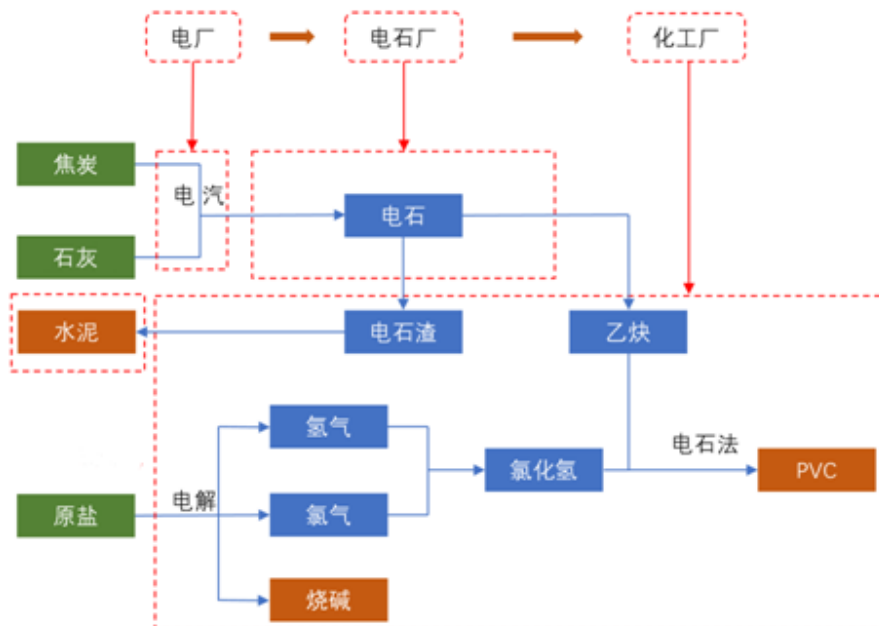 电厂
电石厂
化工厂
焦炭
电 汽
电石
石灰
水泥
电石渣
乙炔
氢气
电石法
氯化氢
PVC
电解
原盐
氯气
烧碱